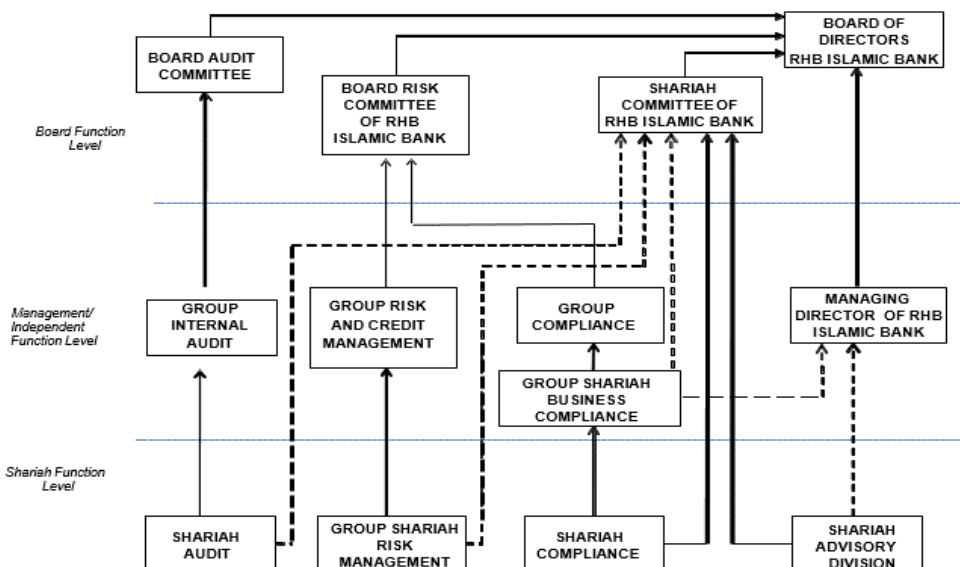 BOARD OF
DIRECTORS
RHB ISLAMIC BANK
BOARD AUDIT
COMMITTEE
BOARD RISK
COMMITTEE
OF RHB
ISLAMIC BANK
SHARIAH
COMMITTEE OF
RHB ISLAMIC BANK
Board Function
Level
Management/
Independent
Function Level
GROUP
INTERNAL
AUDIT
GROUP RISK
AND CREDIT
MANAGEMENT
GROUP
COMPLIANCE
MANAGING
DIRECTOR OF RHB
ISLAMIC BANK
GROUP SHARIAH
BUSINESS
COMPLIANCE
Shariah Function
Level
SHARIAH
AUDIT
GROUP SHARIAH
RISK
MANAGEMENT
SHARIAH
COMPLIANCE
SHARIAH
ADVISORY
DIVISION